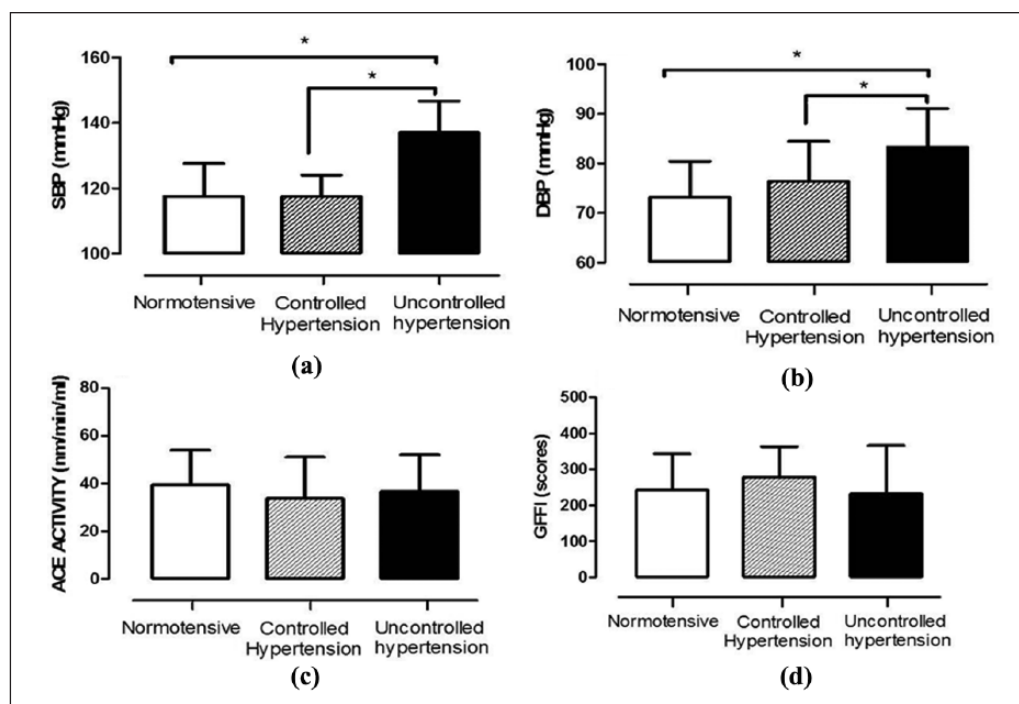 *
*
160
140
120
100
SBP (mmHg)
Normotensive
Controlled
Hypertension
Uncontrolled
hypertension
(a)
*
*
100
90
80
70
60
DBP (mmHg)
Normotensive
Controlled
Hypertension
Uncontrolled
hypertension
(b)
80
60
40
20
0
ACE ACTIVITY (nm/min/ml)
Normotensive
Controlled
Hypertension
Uncontrolled
hypertension
(c)
500
400
300
200
100
0
GFFI (scores)
Normotensive
Controlled
Hypertension
Uncontrolled
hypertension
(d)